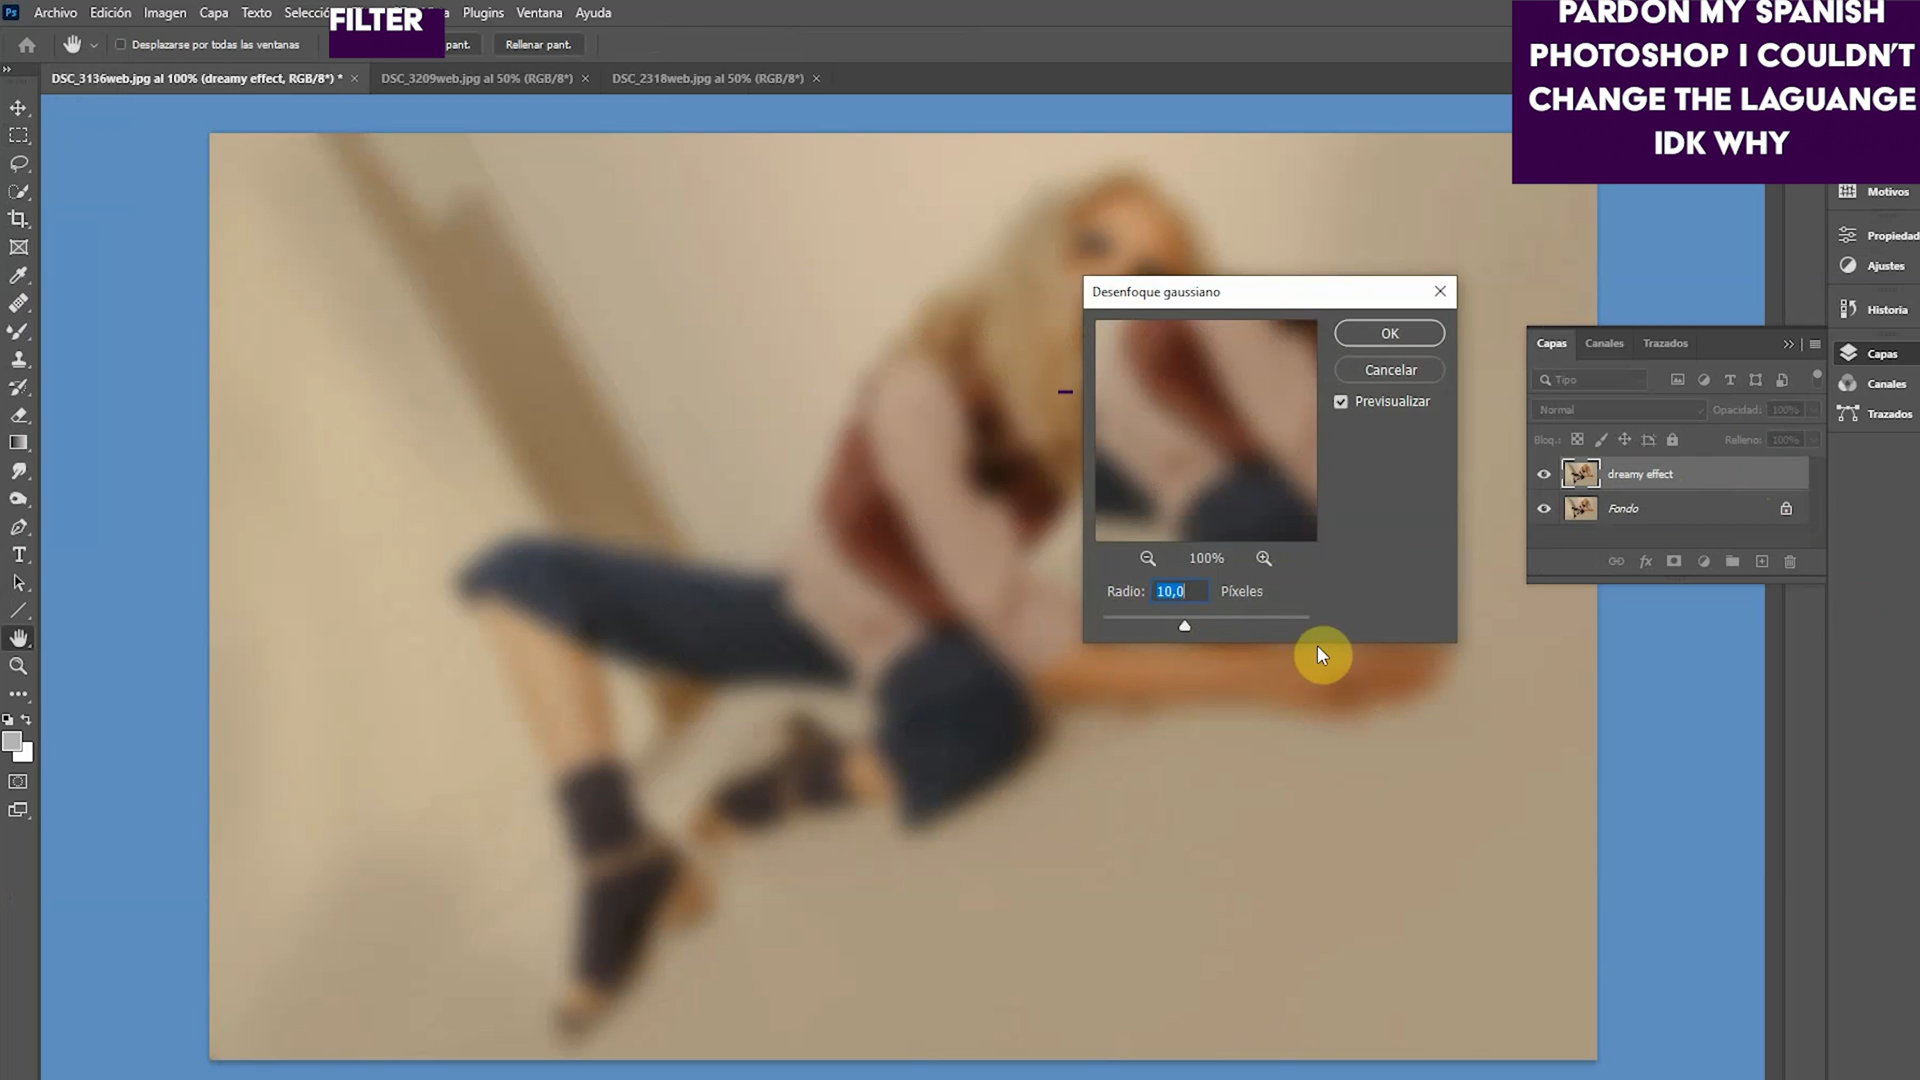 Ps Archivo Edición Imagen Capa Texto Selecció Plugins Ventana Ayuda
FILTER
PARDON MY SPANISH
PHOTOSHOP I COULDN'T
CHANGE THE LAGUANGE
IDK WHY
Desplazarse por todas las ventanas
pant.
Rellenar pant.
DSC_3136web.jpg al 100% (dreamy effect, RGB/8*) *
DSC_3209web.jpg al 50% (RGB/8*)
DSC_2318web.jpg al 50% (RGB/8*)
Desenfoque gaussiano
OK
Cancelar
Previsualizar
100%
Radio: 10,0 Píxeles
Motivos
Propiedad
Ajustes
Historia
Capas
Canales
Trazados
Capas Canales Trazados
Tipo
Normal Opacidad: 100%
Bloq.: Relleno: 100%
dreamy effect
Fondo
fx